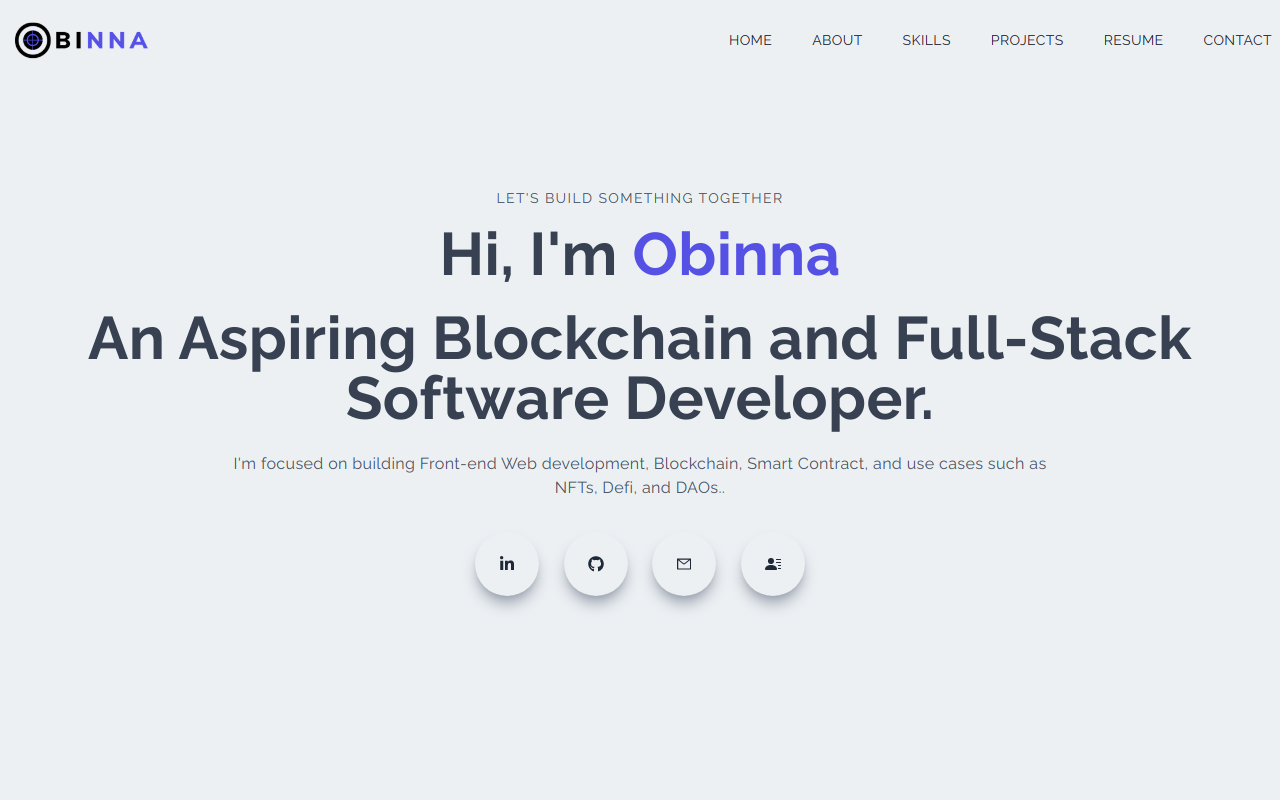 OBINNA
HOME ABOUT SKILLS PROJECTS RESUME CONTACT
LET'S BUILD SOMETHING TOGETHER
Hi, I'm Obinna
An Aspiring Blockchain and Full-Stack
Software Developer.
I'm focused on building Front-end Web development, Blockchain, Smart Contract, and use cases such as
NFTs, Defi, and DAOs..
in